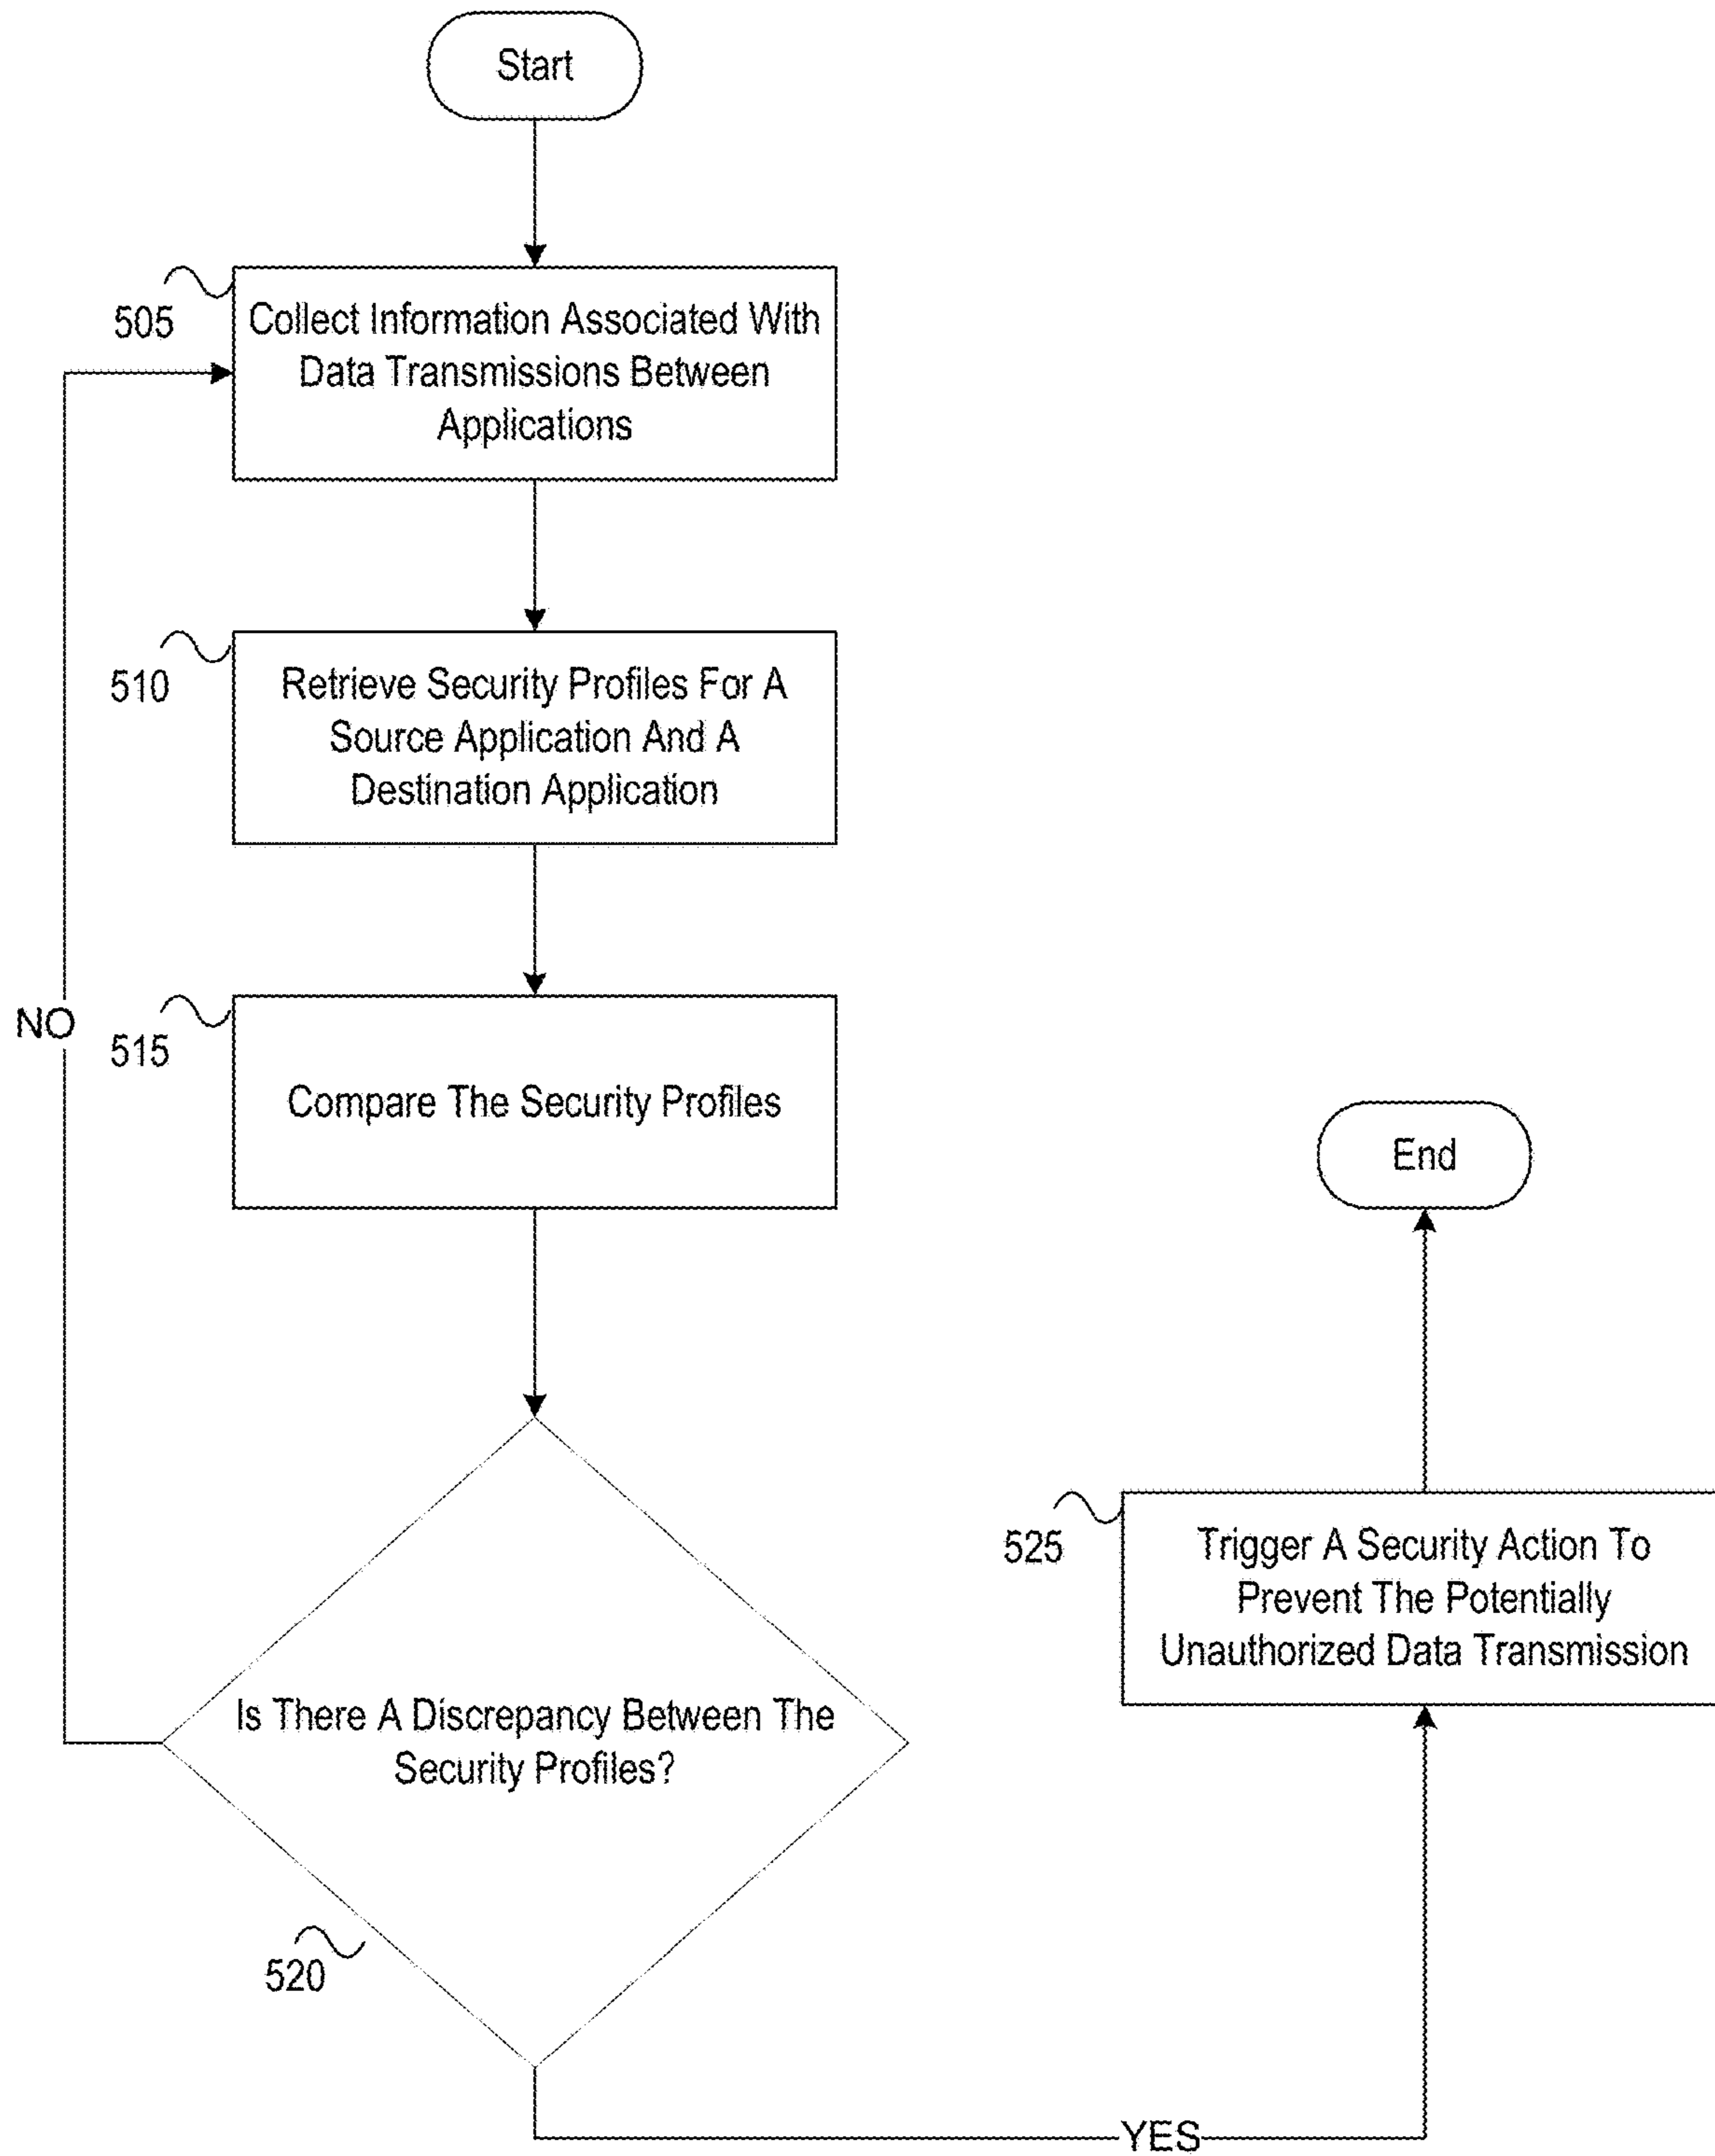 Start
505
Collect Information Associated With
Data Transmissions Between
Applications
510
Retrieve Security Profiles For A
Source Application And A
Destination Application
NO
515
Compare The Security Profiles
End
525
Trigger A Security Action To
Prevent The Potentially
Unauthorized Data Transmission
Is There A Discrepancy Between The
Security Profiles?
520
YES